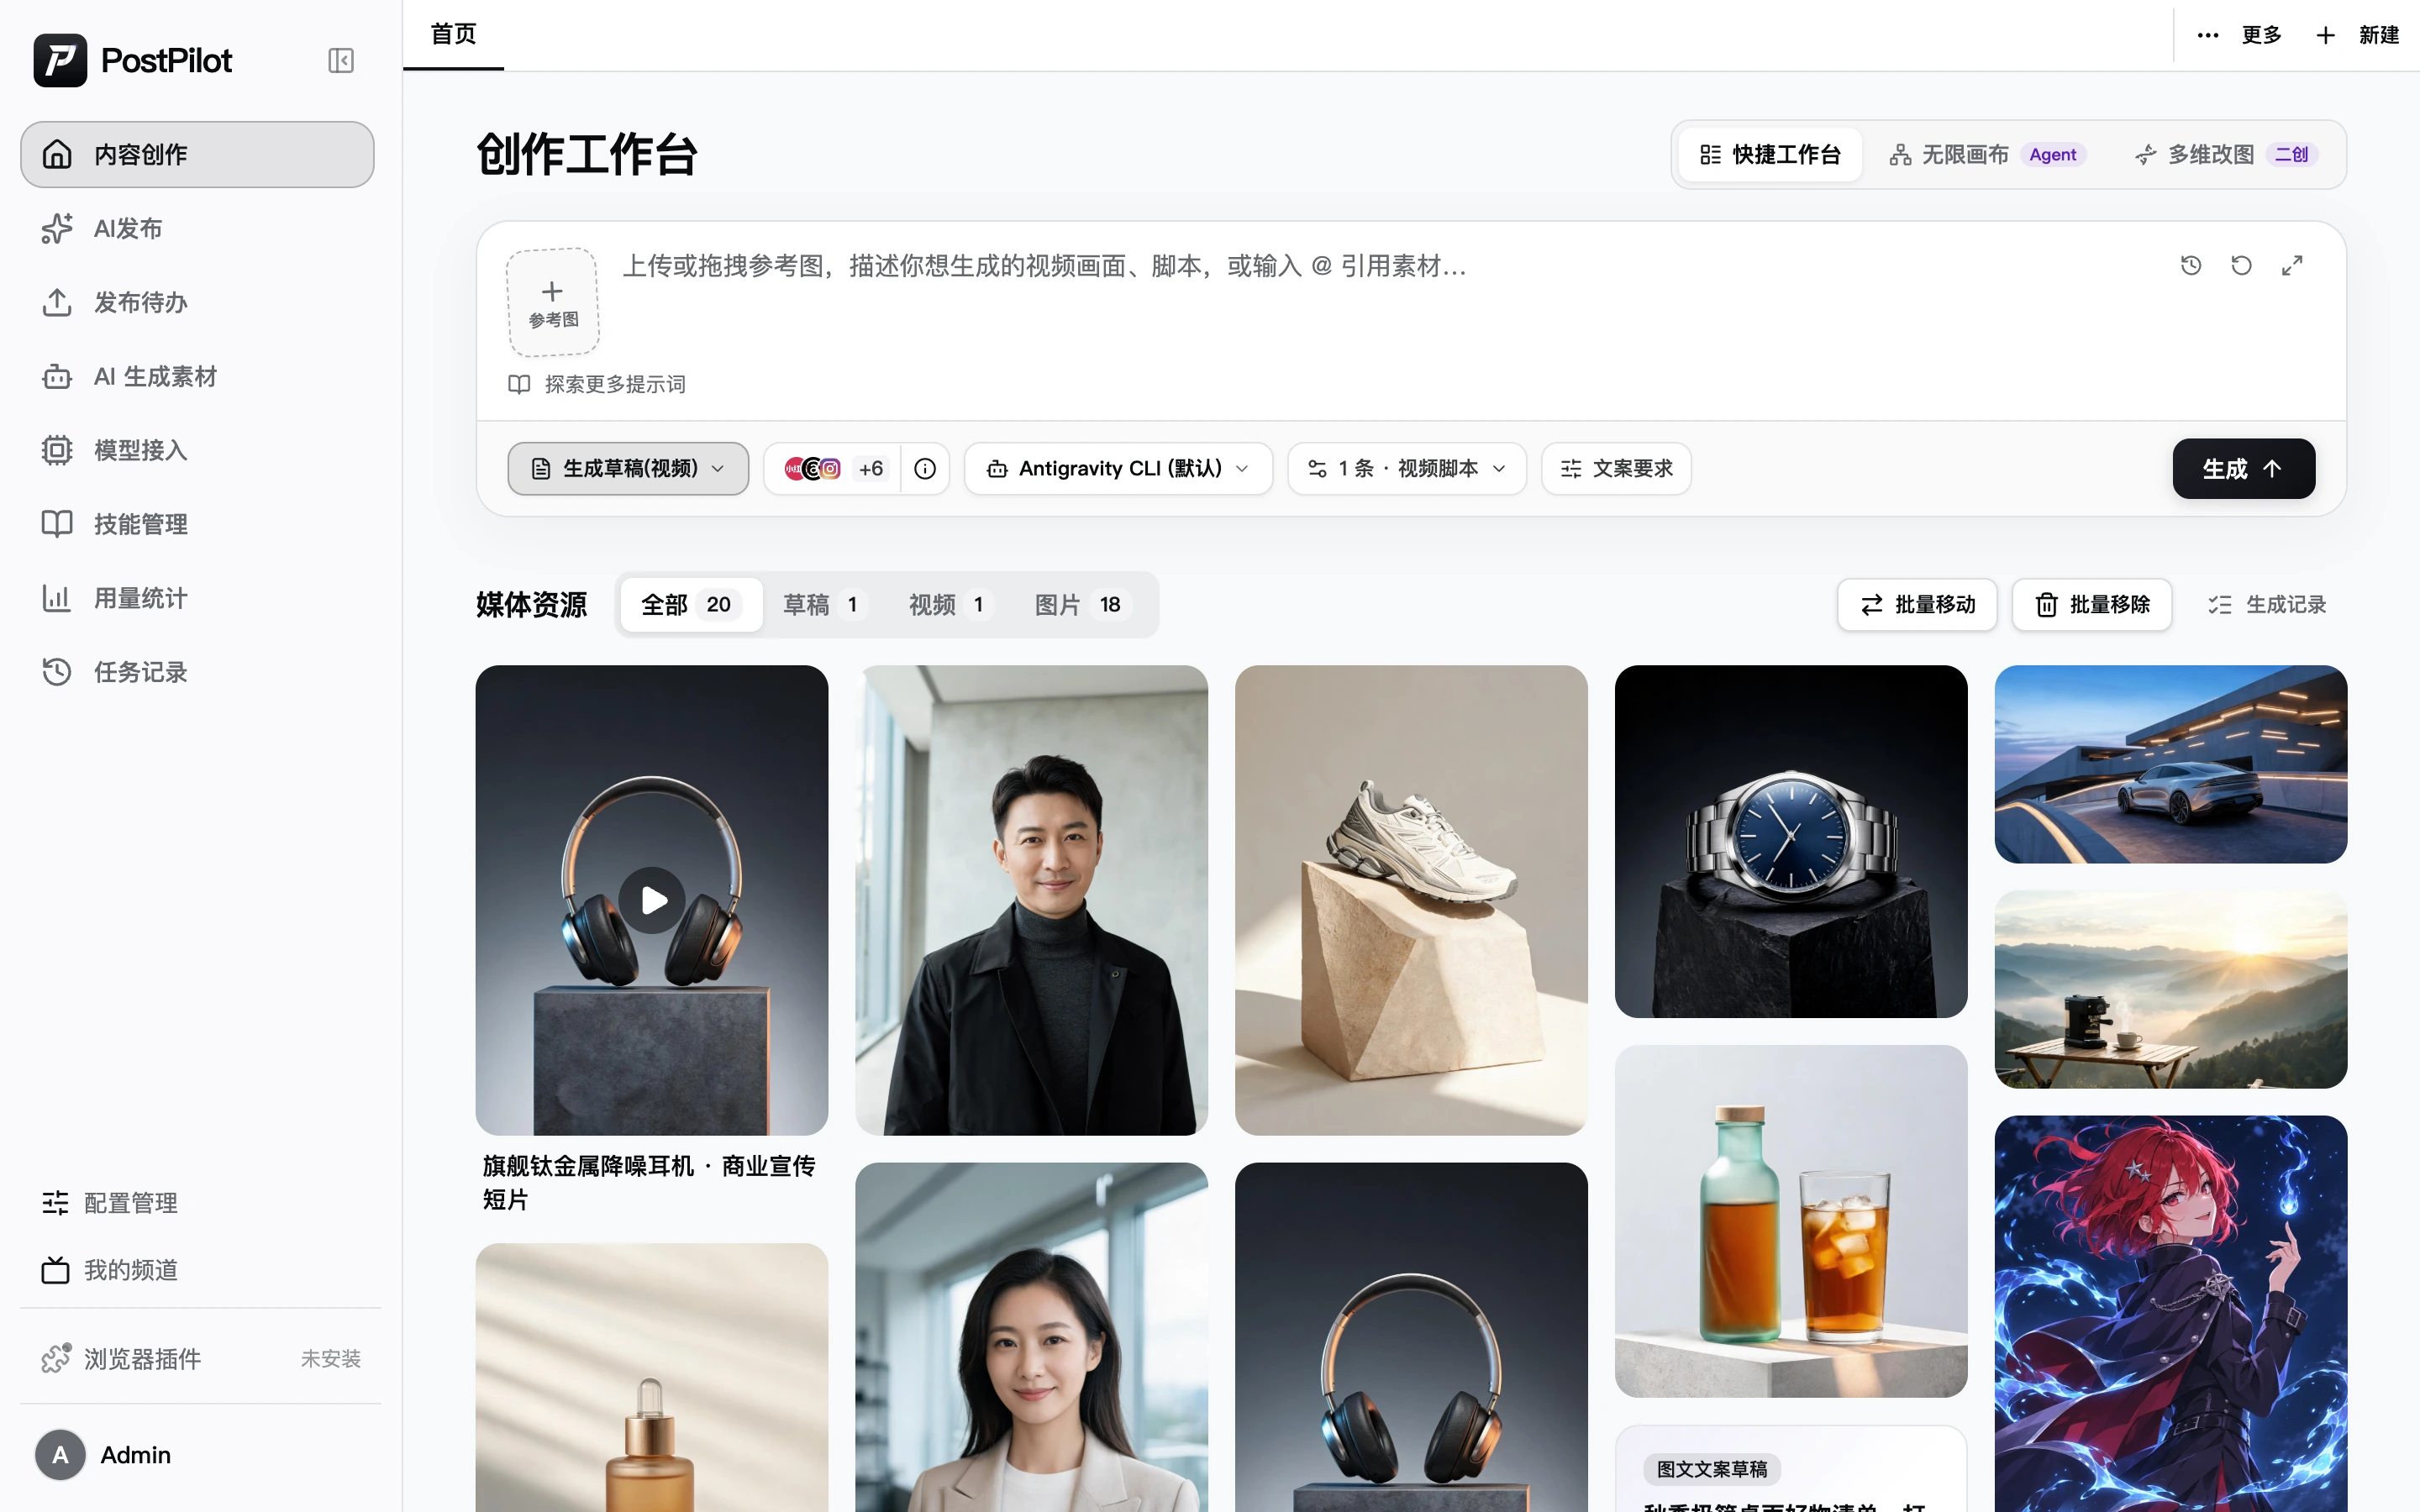 PostPilot
内容创作
AI发布
发布待办
AI 生成素材
模型接入
技能管理
用量统计
任务记录
配置管理
我的频道
浏览器插件 未安装
A Admin
首页
更多
新建
创作工作台
快捷工作台
无限画布 Agent
多维改图 二创
参考图
上传或拖拽参考图，描述你想生成的视频画面、脚本，或输入 @ 引用素材...
探索更多提示词
生成草稿(视频)
小红 +6
Antigravity CLI (默认)
1 条 · 视频脚本
文案要求
生成
媒体资源
全部 20
草稿 1
视频 1
图片 18
批量移动
批量移除
生成记录
旗舰钛金属降噪耳机 · 商业宣传
短片
图文文案草稿